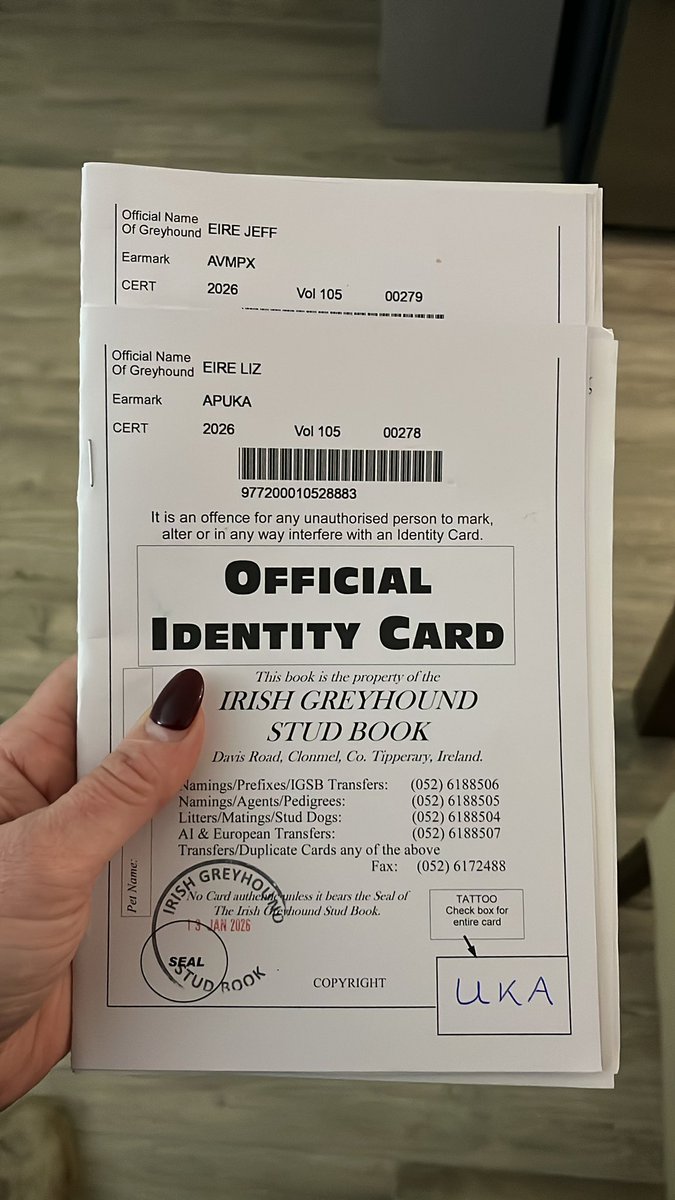 Official Name
Of Greyhound EIRE JEFF
Earmark AVMPX
CERT 2026 Vol 105 00279
Official Name
Of Greyhound EIRE LIZ
Earmark APUKA
CERT 2026 Vol 105 00278
977200010528883
It is an offence for any unauthorised person to mark,
alter or in any way interfere with an Identity Card.
OFFICIAL
IDENTITY CARD
This book is the property of the
IRISH GREYHOUND
STUD BOOK
Davis Road, Clonmel, Co. Tipperary, Ireland.
Namings/Prefixes/IGSB Transfers: (052) 6188506
Namings/Agents/Pedigrees: (052) 6188505
Litters/Matings/Stud Dogs: (052) 6188504
AI & European Transfers: (052) 6188507
Transfers/Duplicate Cards any of the above
Fax: (052) 6172488
Pet Name:
No Card authentic unless it bears the Seal of
The Irish Greyhound Stud Book.
IRISH GREYHOUND
13 JAN 2026
STUD BOOK
SEAL
COPYRIGHT
TATTOO
Check box for
entire card
UKA